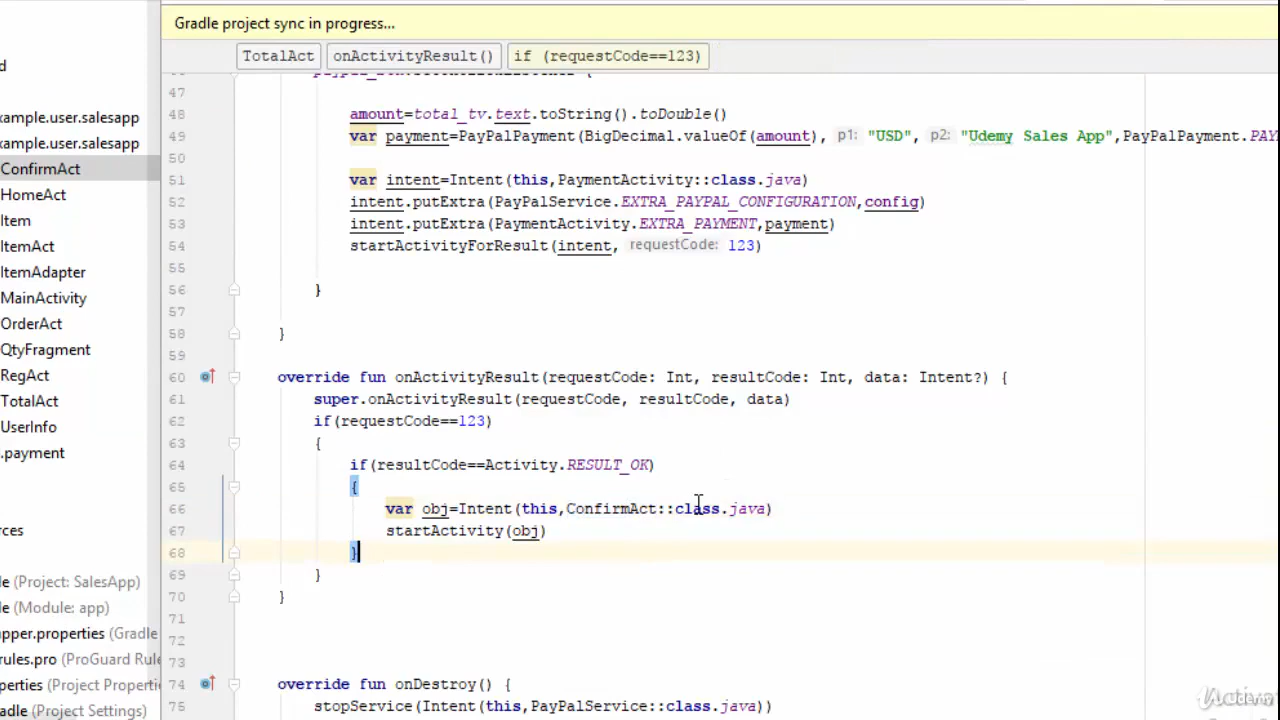 Gradle project sync in progress...
TotalAct onActivityResult() if (requestCode==123)
d
xample.user.salesapp
xample.user.salesapp
ConfirmAct
HomeAct
Item
ItemAct
ItemAdapter
MainActivity
OrderAct
QtyFragment
RegAct
TotalAct
UserInfo
.payment
rces
le (Project: SalesApp)
le (Module: app)
apper.properties (Gradle
rules.pro (ProGuard Rule
perties (Project Properti
adle (Project Settings)
47
48 amount=total_tv.text.toString().toDouble()
49 var payment=PayPalPayment(BigDecimal.valueOf(amount), p1: "USD", p2: "Udemy Sales App",PayPalPayment.PAY
50
51 var intent=Intent(this,PaymentActivity::class.java)
52 intent.putExtra(PayPalService.EXTRA_PAYPAL_CONFIGURATION,config)
53 intent.putExtra(PaymentActivity.EXTRA_PAYMENT,payment)
54 startActivityForResult(intent, requestCode: 123)
55
56 }
57
58 }
59
60 override fun onActivityResult(requestCode: Int, resultCode: Int, data: Intent?) {
61 super.onActivityResult(requestCode, resultCode, data)
62 if(requestCode==123)
63 {
64 if(resultCode==Activity.RESULT_OK)
65 {
66 var obj=Intent(this,ConfirmAct::class.java)
67 startActivity(obj)
68 }
69 }
70 }
71
72
73
74 override fun onDestroy() {
75 stopService(Intent(this,PayPalService::class.java))